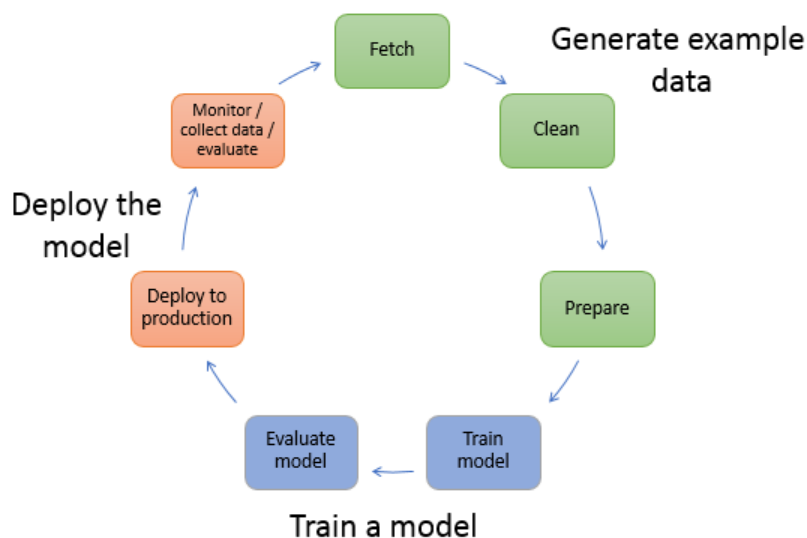 Fetch
Generate example
data
Clean
Prepare
Train
model
Train a model
Evaluate
model
Deploy to
production
Deploy the
model
Monitor /
collect data /
evaluate